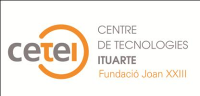 cetei
CENTRE
DE TECNOLOGIES
ITUARTE
Fundació Joan XXIII